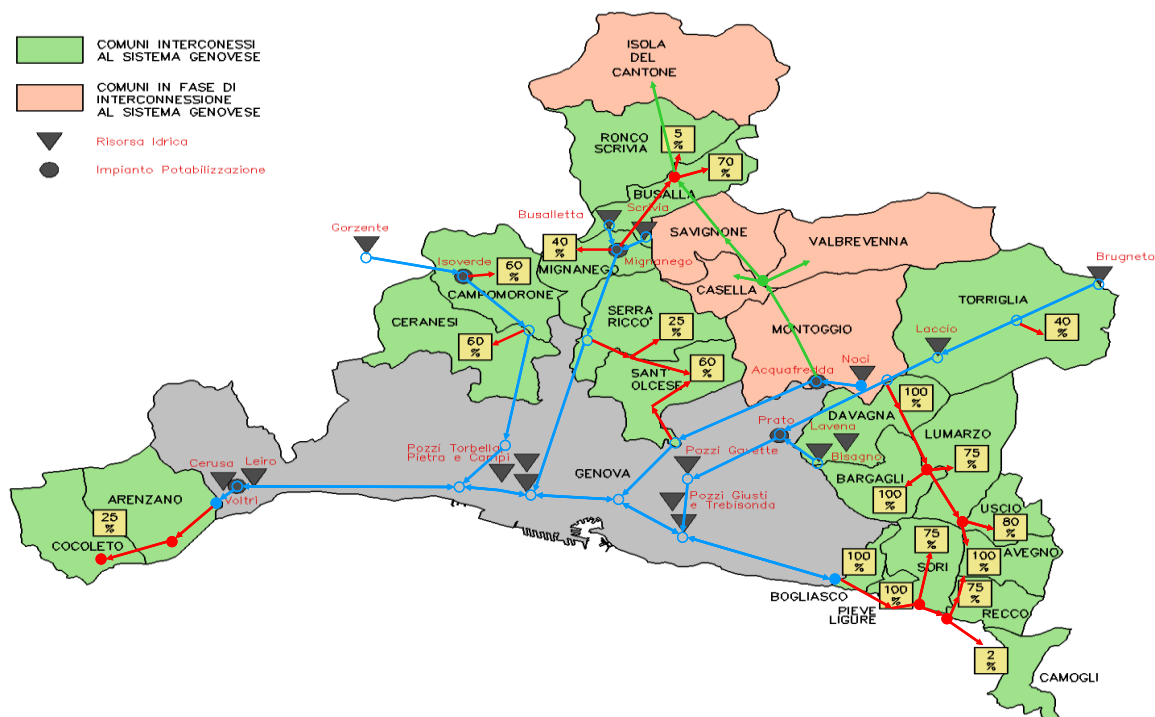 COMUNI INTERCONESSI
AL SISTEMA GENOVESE
COMUNI IN FASE DI
INTERCONNESSIONE
AL SISTEMA GENOVESE
Risorsa Idrica
Impianto Potabilizzazione
ISOLA
DEL
CANTONE
RONCO
SCRIVIA
5
%
70
%
BUSALLA
Busalletta
Scrivia
Gorzente
40
%
MIGNANEGO
Mignanego
SAVIGNONE
VALBREVENNA
CASELLA
Brugneto
Isoverde
60
%
CAMPOMORONE
CERANESI
60
%
SERRA
RICCO'
25
%
SANT
OLCESE
60
%
MONTOGGIO
TORRIGLIA
40
%
Laccio
Acquafredda
Noci
100
%
DAVAGNA
Prato
Lavena
Bisagno
LUMARZO
75
%
BARGAGLI
100
%
Pozzi Torbella
Pietra e Campi
Pozzi Gavette
GENOVA
Pozzi Giusti
e Trebisonda
Cerusa
Leiro
Voltri
ARENZANO
25
%
COCOLETO
USCIO
80
%
AVEGNO
100
%
75
%
SORI
100
%
BOGLIASCO
100
%
PIEVE
LIGURE
75
%
RECCO
2
%
CAMOGLI